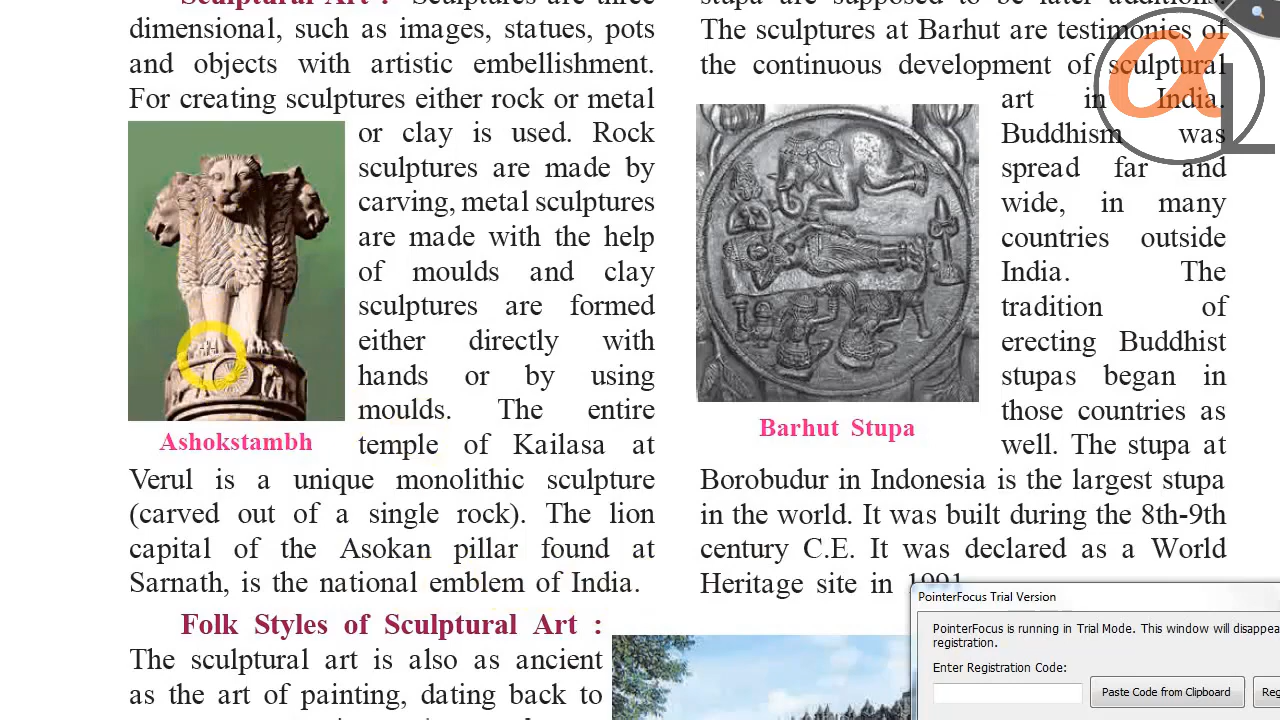 Sculptural Art : Sculptures are three
dimensional, such as images, statues, pots
and objects with artistic embellishment.
For creating sculptures either rock or metal
or clay is used. Rock
sculptures are made by
carving, metal sculptures
are made with the help
of moulds and clay
sculptures are formed
either directly with
hands or by using
moulds. The entire
temple of Kailasa at
Verul is a unique monolithic sculpture
(carved out of a single rock). The lion
capital of the Asokan pillar found at
Sarnath, is the national emblem of India.
Ashokstambh
Folk Styles of Sculptural Art :
The sculptural art is also as ancient
as the art of painting, dating back to
stupa are supposed to be later additions.
The sculptures at Barhut are testimonies of
the continuous development of sculptural
art in India.
Buddhism was
spread far and
wide, in many
countries outside
India. The
tradition of
erecting Buddhist
stupas began in
those countries as
well. The stupa at
Borobudur in Indonesia is the largest stupa
in the world. It was built during the 8th-9th
century C.E. It was declared as a World
Heritage site in 1991.
Barhut Stupa
αL
PointerFocus Trial Version
PointerFocus is running in Trial Mode. This window will disappea
registration.
Enter Registration Code:
Paste Code from Clipboard
Reg